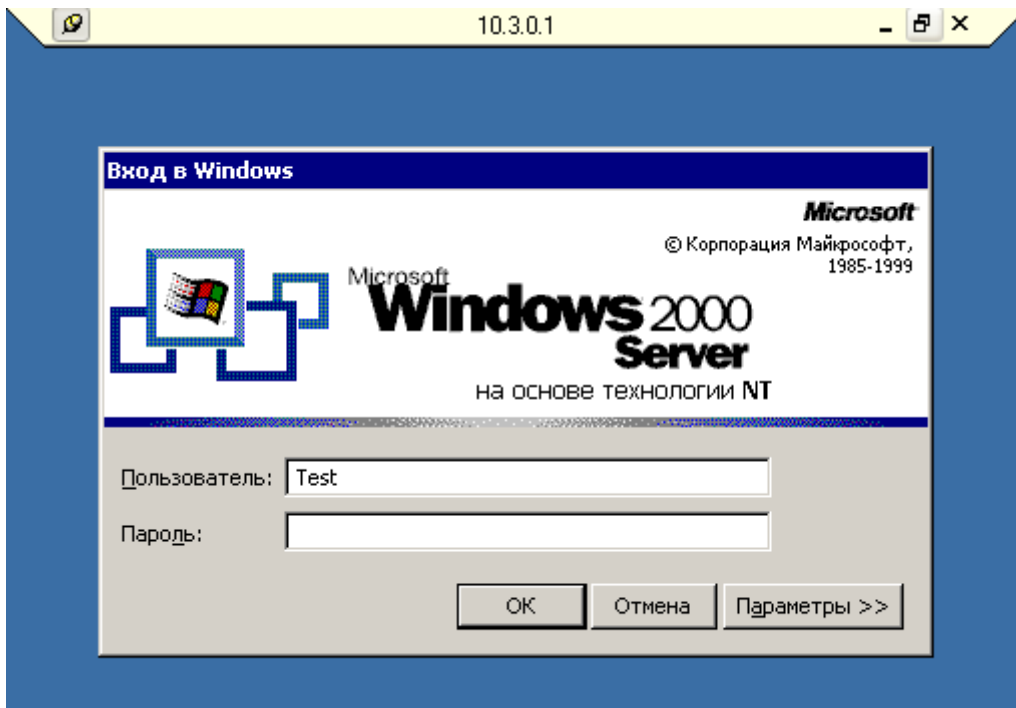 10.3.0.1
Вход в Windows
Microsoft
© Корпорация Майкрософт,
1985-1999
Microsoft
Windows 2000
Server
на основе технологии NT
Пользователь: Test
Пароль:
ОК Отмена Параметры >>